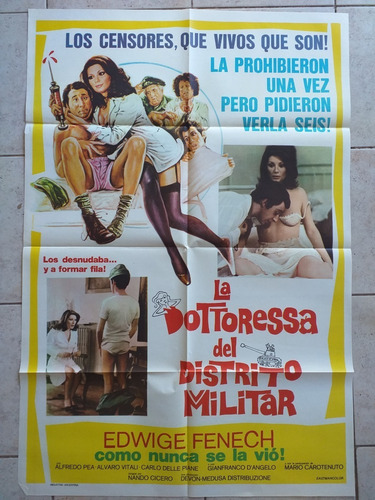 LOS CENSORES, QUE VIVOS QUE SON!
LA PROHIBIERON
UNA VEZ
PERO PIDIERON
VERLA SEIS!
Los desnudaba...
y a formar fila!
LA
DOTTORESSA
del
DISTRITO
MILITAR
EDWIGE FENECH
como nunca se la vió!
ALFREDO PEA - ALVARO VITALI - CARLO DELLE PIANE
GIANFRANCO D'ANGELO
MARIO CAROTENUTO
NANDO CICERO
DEVON-MEDUSA DISTRIBUZIONE
EASTMANCOLOR